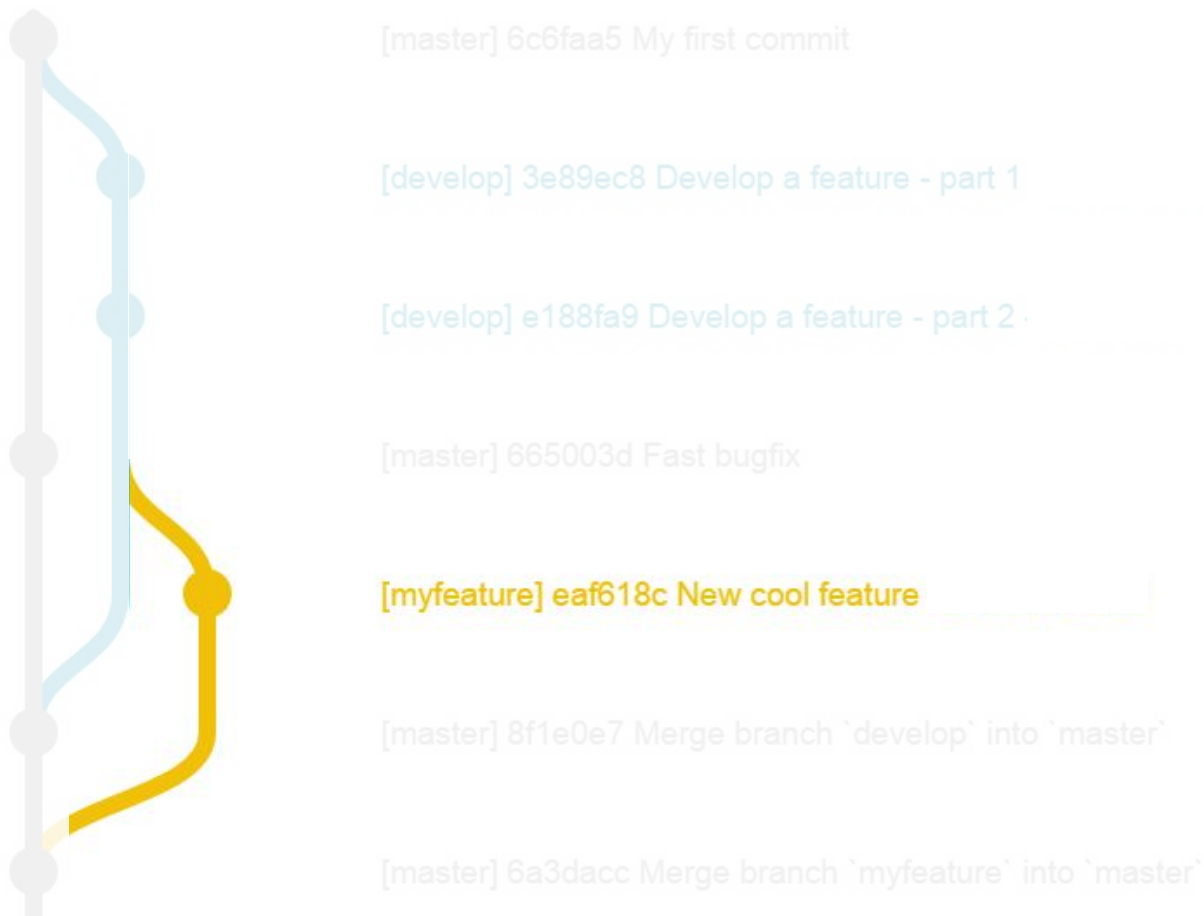 [master] 6c6faa5 My first commit
[develop] 3e89ec8 Develop a feature - part 1
[develop] e188fa9 Develop a feature - part 2 -
[master] 665003d Fast bugfix
[myfeature] eaf618c New cool feature
[master] 8f1e0e7 Merge branch `develop` into `master`
[master] 6a3dacc Merge branch `myfeature` into `master`